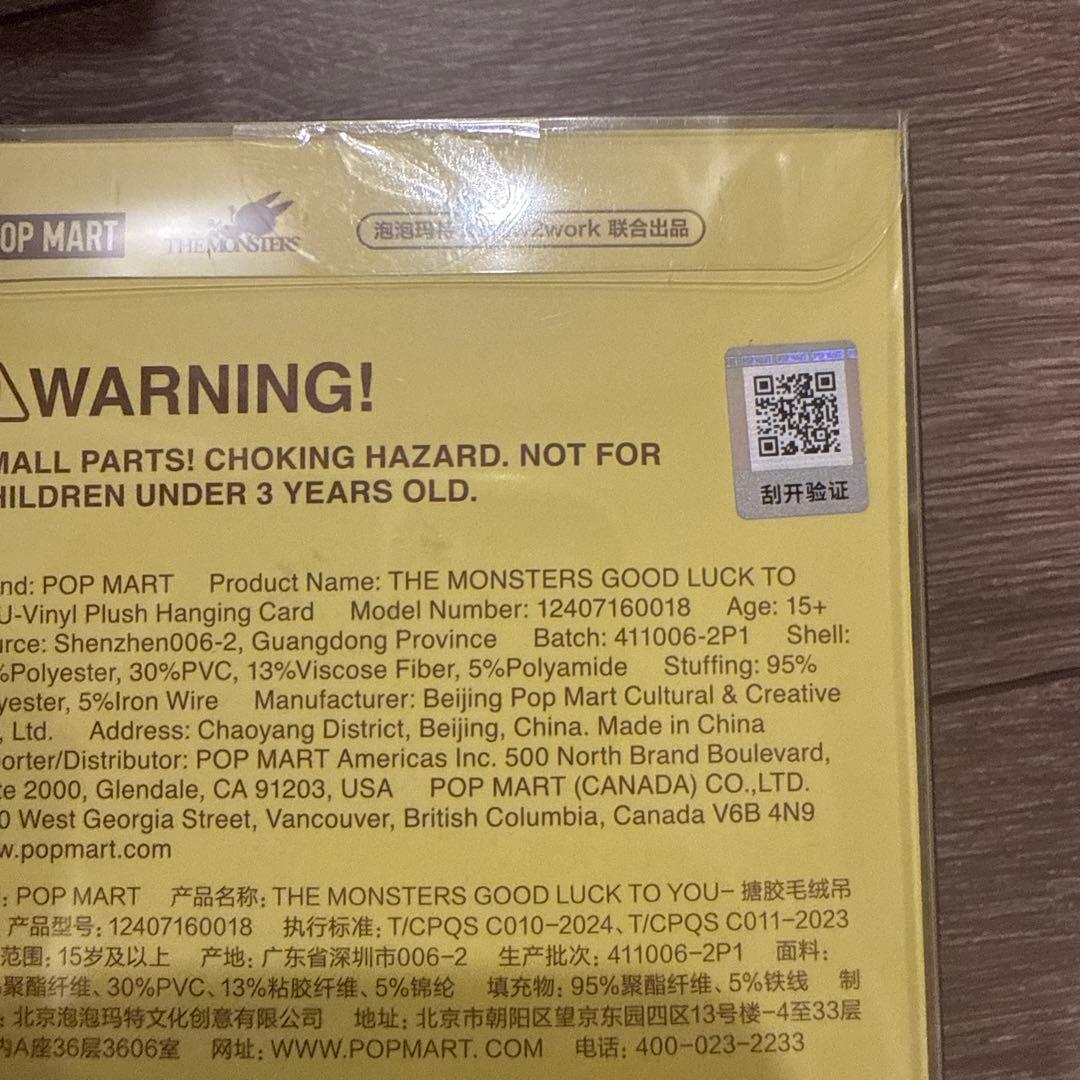 OP MART THE MONSTERS 泡泡玛特 2work 联合出品
WARNING!
MALL PARTS! CHOKING HAZARD. NOT FOR
HILDREN UNDER 3 YEARS OLD.
刮开验证
nd: POP MART Product Name: THE MONSTERS GOOD LUCK TO
U-Vinyl Plush Hanging Card Model Number: 12407160018 Age: 15+
urce: Shenzhen006-2, Guangdong Province Batch: 411006-2P1 Shell:
%Polyester, 30%PVC, 13%Viscose Fiber, 5%Polyamide Stuffing: 95%
yester, 5%Iron Wire Manufacturer: Beijing Pop Mart Cultural & Creative
, Ltd. Address: Chaoyang District, Beijing, China. Made in China
orter/Distributor: POP MART Americas Inc. 500 North Brand Boulevard,
te 2000, Glendale, CA 91203, USA POP MART (CANADA) CO.,LTD.
0 West Georgia Street, Vancouver, British Columbia, Canada V6B 4N9
w.popmart.com
: POP MART 产品名称: THE MONSTERS GOOD LUCK TO YOU- 搪胶毛绒吊
产品型号: 12407160018 执行标准: T/CPQS C010-2024、T/CPQS C011-2023
范围: 15岁及以上 产地: 广东省深圳市006-2 生产批次: 411006-2P1 面料:
%聚酯纤维、30%PVC、13%粘胶纤维、5%锦纶 填充物: 95%聚酯纤维、5%铁线 制
: 北京泡泡玛特文化创意有限公司 地址: 北京市朝阳区望京东园四区13号楼-4至33层
内A座36层3606室 网址: WWW.POPMART. COM 电话: 400-023-2233